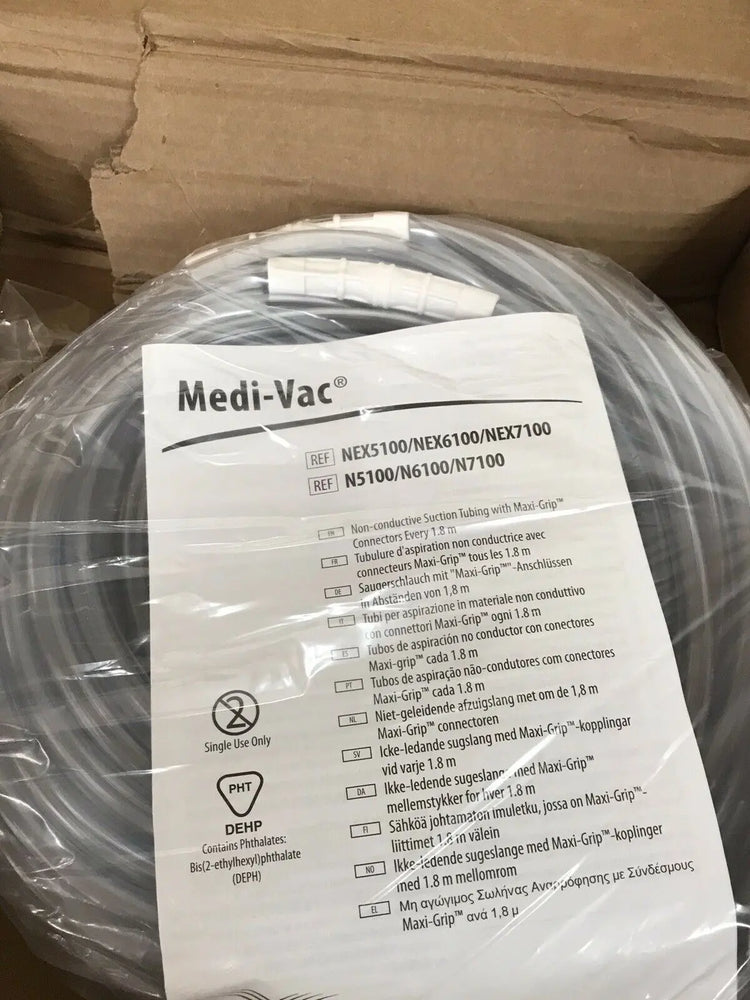 Medi-Vac®
REF NEX5100/NEX6100/NEX7100
REF N5100/N6100/N7100
EN Non-conductive Suction Tubing with Maxi-Grip™
Connectors Every 1.8 m
FR Tubulure d'aspiration non conductrice avec
connecteurs Maxi-Grip™ tous les 1.8 m
DE Saugerschlauch mit "Maxi-Grip™"-Anschlüssen
in Abständen von 1,8 m
IT Tubi per aspirazione in materiale non conduttivo
con connettori Maxi-Grip™ ogni 1.8 m
ES Tubos de aspiración no conductor con conectores
Maxi-grip™ cada 1.8 m
PT Tubos de aspiração não-condutores com conectores
Maxi-Grip™ cada 1.8 m
NL Niet-geleidende afzuigslang met om de 1,8 m
Maxi-Grip™ connectoren
SV Icke-ledande sugslang med Maxi-Grip™-kopplingar
vid varje 1.8 m
DA Ikke-ledende sugeslange med Maxi-Grip™
mellemstykker for hver 1.8 m
FI Sähköä johtamaton imuletku, jossa on Maxi-Grip™-
liittimet 1.8 m välein
NO Ikke-ledende sugeslange med Maxi-Grip™-koplinger
med 1.8 m mellomrom
EL Μη αγώγιμος Σωλήνας Αναρρόφησης με Συνδέσμους
Maxi-Grip™ ανά 1,8 μ
2
Single Use Only
PHT
DEHP
Contains Phthalates:
Bis(2-ethylhexyl)phthalate
(DEPH)